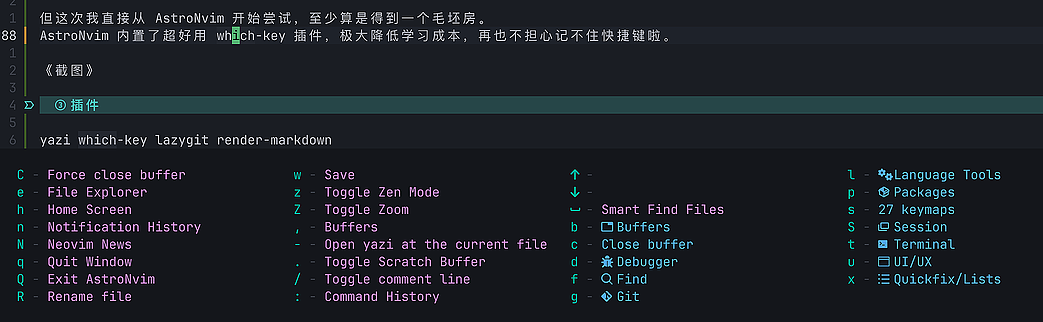 1 但这次我直接从 AstroNvim 开始尝试，至少算是得到一个毛坯房。
88 AstroNvim 内置了超好用 which-key 插件，极大降低学习成本，再也不担心记不住快捷键啦。
1
2 《截图》
3
4 ③ 插件
5
6 yazi which-key lazygit render-markdown
C - Force close buffer w - Save ↑ - l - Language Tools
e - File Explorer z - Toggle Zen Mode ↓ - p - Packages
h - Home Screen Z - Toggle Zoom ⎵ - Smart Find Files s - 27 keymaps
n - Notification History , - Buffers b - Buffers S - Session
N - Neovim News - - Open yazi at the current file c - Close buffer t - Terminal
q - Quit Window . - Toggle Scratch Buffer d - Debugger u - UI/UX
Q - Exit AstroNvim / - Toggle comment line f - Find x - Quickfix/Lists
R - Rename file : - Command History g - Git